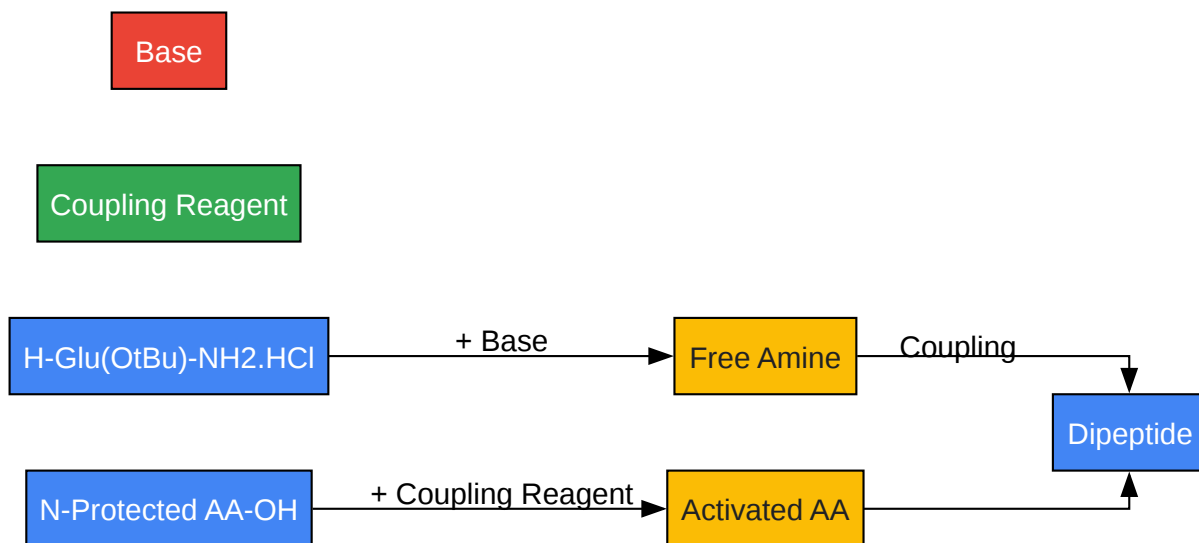 Base
Coupling Reagent
H-Glu(OtBu)-NH2.HCl
+ Base
Free Amine
Coupling
Dipeptide
N-Protected AA-OH
+ Coupling Reagent
Activated AA